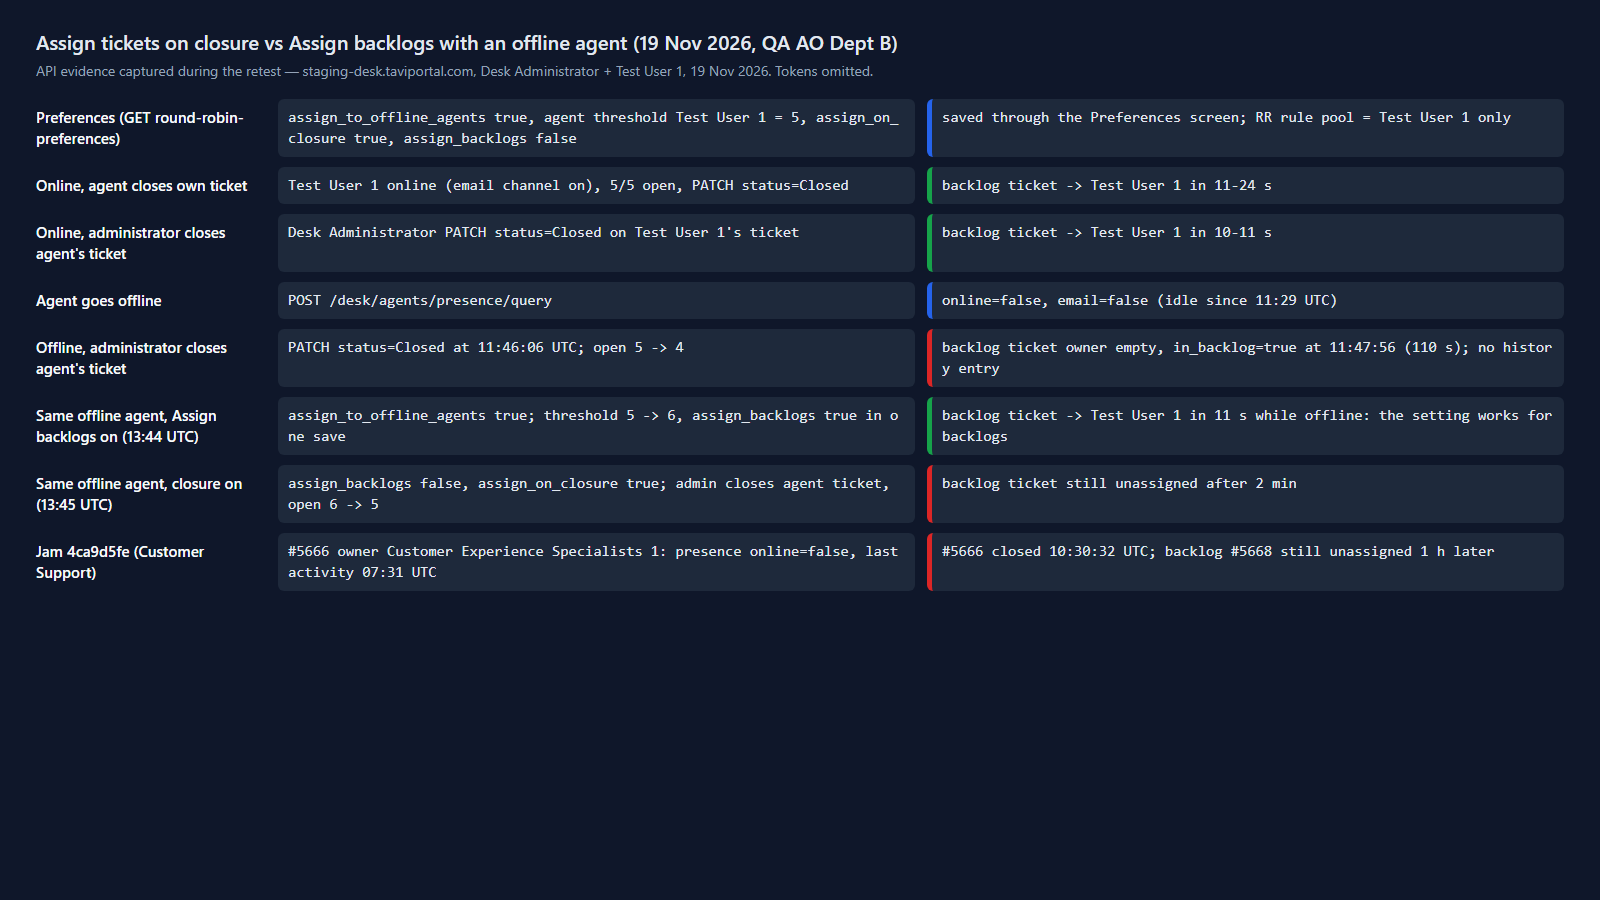 Assign tickets on closure vs Assign backlogs with an offline agent (19 Nov 2026, QA AO Dept B)
API evidence captured during the retest — staging-desk.taviportal.com, Desk Administrator + Test User 1, 19 Nov 2026. Tokens omitted.
Preferences (GET round-robin-
preferences)
assign_to_offline_agents true, agent threshold Test User 1 = 5, assign_on_
closure true, assign_backlogs false
saved through the Preferences screen; RR rule pool = Test User 1 only
Online, agent closes own ticket
Test User 1 online (email channel on), 5/5 open, PATCH status=Closed
backlog ticket -> Test User 1 in 11-24 s
Online, administrator closes
agent's ticket
Desk Administrator PATCH status=Closed on Test User 1's ticket
backlog ticket -> Test User 1 in 10-11 s
Agent goes offline
POST /desk/agents/presence/query
online=false, email=false (idle since 11:29 UTC)
Offline, administrator closes
agent's ticket
PATCH status=Closed at 11:46:06 UTC; open 5 -> 4
backlog ticket owner empty, in_backlog=true at 11:47:56 (110 s); no histor
y entry
Same offline agent, Assign
backlogs on (13:44 UTC)
assign_to_offline_agents true; threshold 5 -> 6, assign_backlogs true in o
ne save
backlog ticket -> Test User 1 in 11 s while offline: the setting works for
backlogs
Same offline agent, closure on
(13:45 UTC)
assign_backlogs false, assign_on_closure true; admin closes agent ticket,
open 6 -> 5
backlog ticket still unassigned after 2 min
Jam 4ca9d5fe (Customer
Support)
#5666 owner Customer Experience Specialists 1: presence online=false, last
activity 07:31 UTC
#5666 closed 10:30:32 UTC; backlog #5668 still unassigned 1 h later